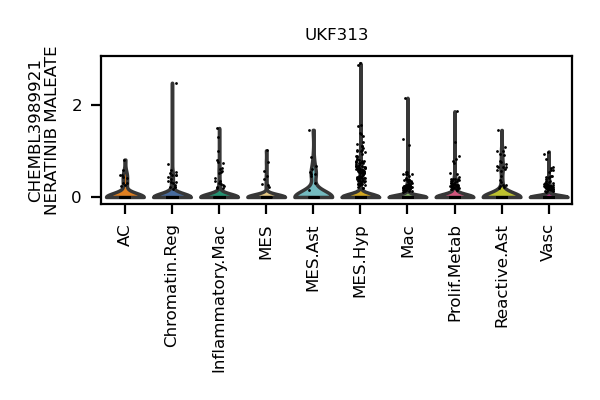 UKF313
CHEMBL3989921
NERATINIB MALEATE
2
0
AC
Chromatin.Reg
Inflammatory.Mac
MES
MES.Ast
MES.Hyp
Mac
Prolif.Metab
Reactive.Ast
Vasc